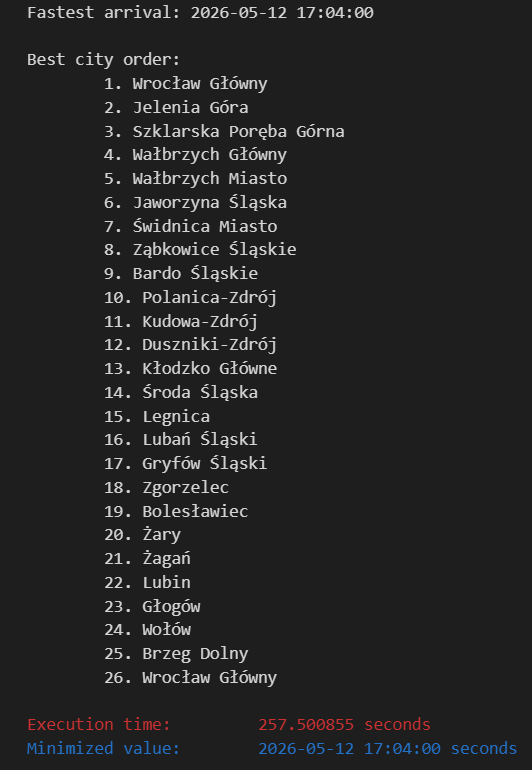 Fastest arrival: 2026-05-12 17:04:00
Best city order:
1. Wrocław Główny
2. Jelenia Góra
3. Szklarska Poręba Górna
4. Wałbrzych Główny
5. Wałbrzych Miasto
6. Jaworzyna Śląska
7. Świdnica Miasto
8. Ząbkowice Śląskie
9. Bardo Śląskie
10. Polanica-Zdrój
11. Kudowa-Zdrój
12. Duszniki-Zdrój
13. Kłodzko Główne
14. Środa Śląska
15. Legnica
16. Lubań Śląski
17. Gryfów Śląski
18. Zgorzelec
19. Bolesławiec
20. Żary
21. Żagań
22. Lubin
23. Głogów
24. Wołów
25. Brzeg Dolny
26. Wrocław Główny
Execution time: 257.500855 seconds
Minimized value: 2026-05-12 17:04:00 seconds